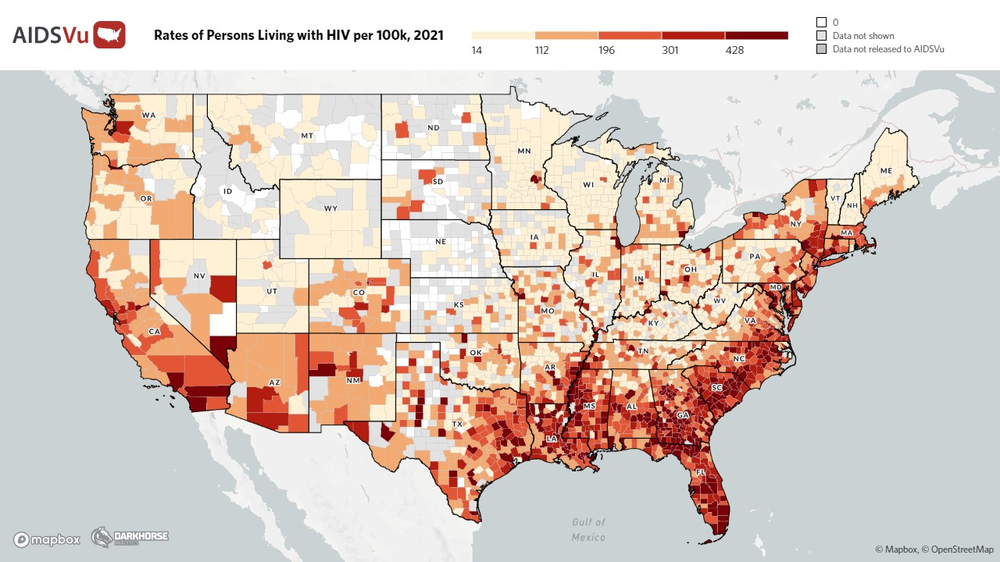 AIDSVu
Rates of Persons Living with HIV per 100k, 2021
14
112
196
301
428
0
Data not shown
Data not released to AIDSVu
WA
MT
ND
MN
ME
OR
ID
SD
WI
MI
VT
NH
WY
NY
MA
NE
IA
NV
UT
CO
IL
IN
OH
PA
MD
KS
MO
KY
WV
VA
CA
AZ
NM
OK
AR
TN
NC
SC
TX
LA
MS
AL
GA
FL
Gulf of
Mexico
mapbox
DARKHORSE
ANALYTICS
© Mapbox, © OpenStreetMap